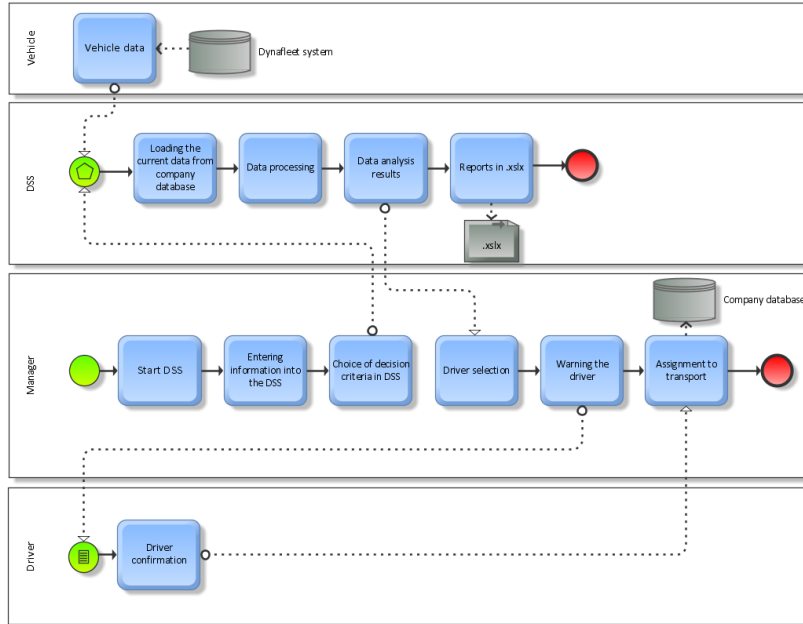 Vehicle
Vehicle data
Dynafleet system
DSS
Loading the
current data from
company
database
Data processing
Data analysis
results
Reports in .xslx
.xslx
Manager
Start DSS
Entering
information into
the DSS
Choice of decision
criteria in DSS
Driver selection
Warning the
driver
Assignment to
transport
Company database
Driver
Driver
confirmation